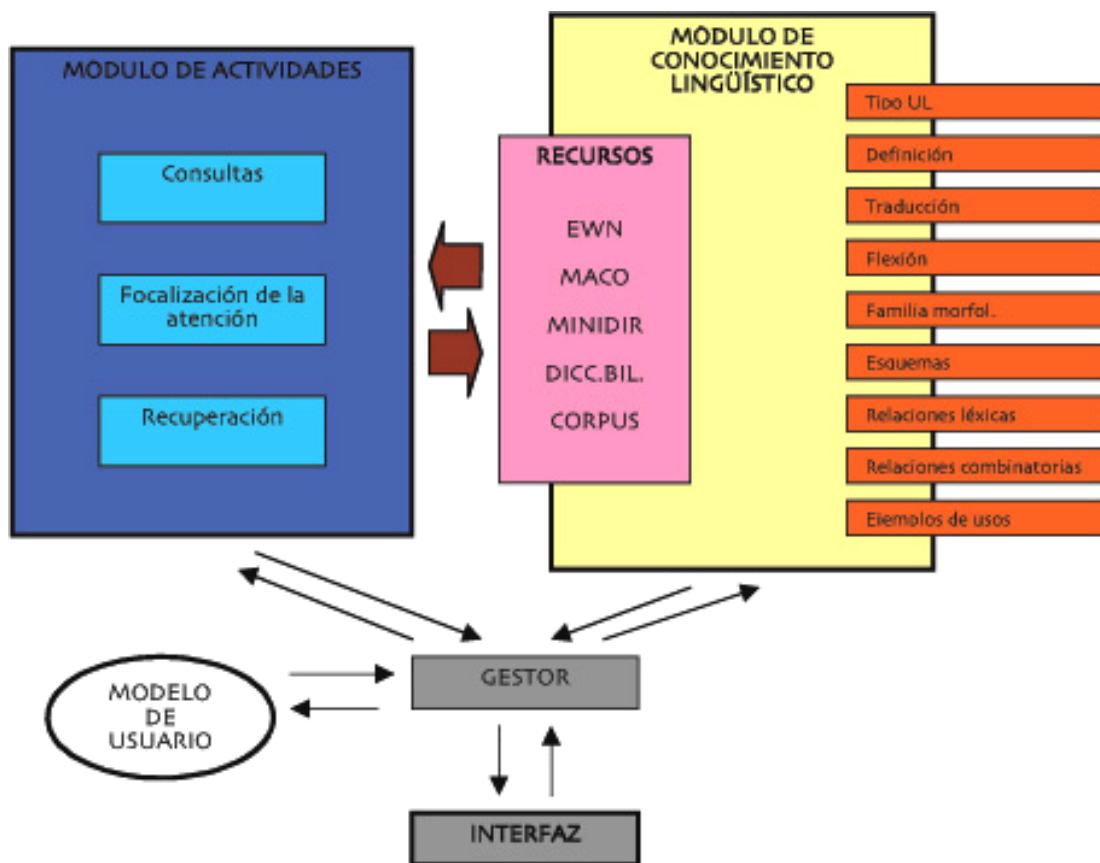 MÓDULO DE ACTIVIDADES
Consultas
Focalización de la
atención
Recuperación
MÓDULO DE
CONOCIMIENTO
LINGÜÍSTICO
RECURSOS
EWN
MACO
MINIDIR
DICC.BIL.
CORPUS
Tipo UL
Definición
Traducción
Flexión
Familia morfol.
Esquemas
Relaciones léxicas
Relaciones combinatorias
Ejemplos de usos
MODELO
DE
USUARIO
GESTOR
INTERFAZ